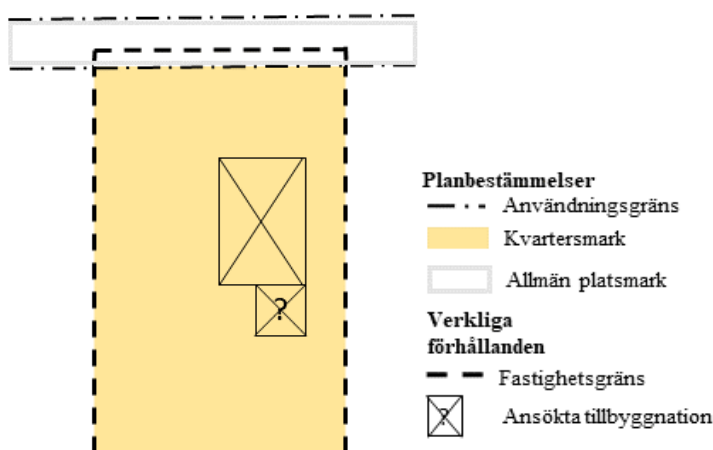 ?
Planbestämmelser
Användningsgräns
Kvartersmark
Allmän platsmark
Verkliga
förhållanden
Fastighetsgräns
?
Ansökta tillbyggnation